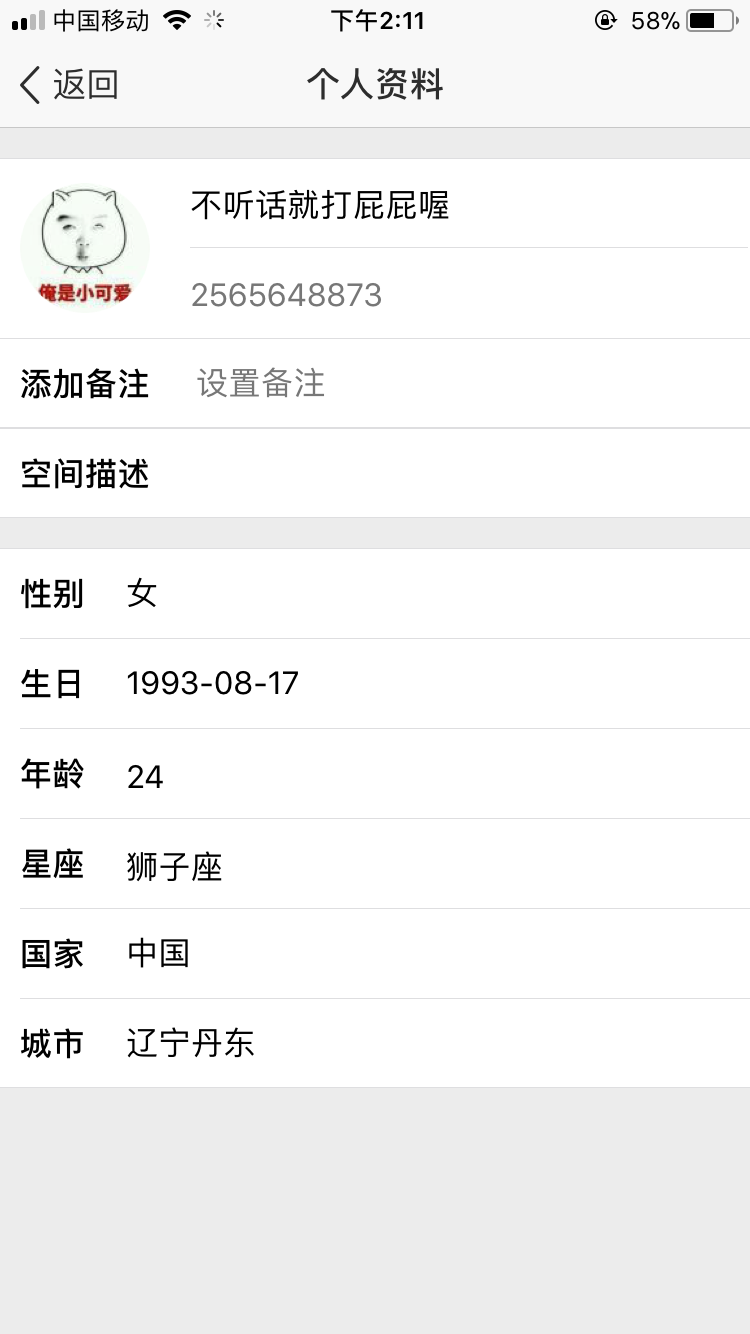 中国移动 下午2:11 58%
返回 个人资料
不听话就打屁屁喔
俺是小可爱
2565648873
添加备注 设置备注
空间描述
性别 女
生日 1993-08-17
年龄 24
星座 狮子座
国家 中国
城市 辽宁丹东